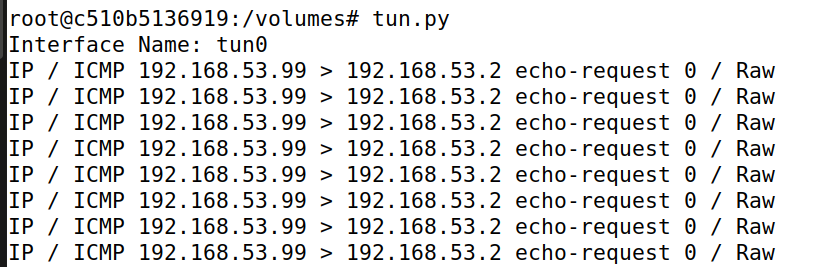 root@c510b5136919:/volumes# tun.py
Interface Name: tun0
IP / ICMP 192.168.53.99 > 192.168.53.2 echo-request 0 / Raw
IP / ICMP 192.168.53.99 > 192.168.53.2 echo-request 0 / Raw
IP / ICMP 192.168.53.99 > 192.168.53.2 echo-request 0 / Raw
IP / ICMP 192.168.53.99 > 192.168.53.2 echo-request 0 / Raw
IP / ICMP 192.168.53.99 > 192.168.53.2 echo-request 0 / Raw
IP / ICMP 192.168.53.99 > 192.168.53.2 echo-request 0 / Raw
IP / ICMP 192.168.53.99 > 192.168.53.2 echo-request 0 / Raw
IP / ICMP 192.168.53.99 > 192.168.53.2 echo-request 0 / Raw